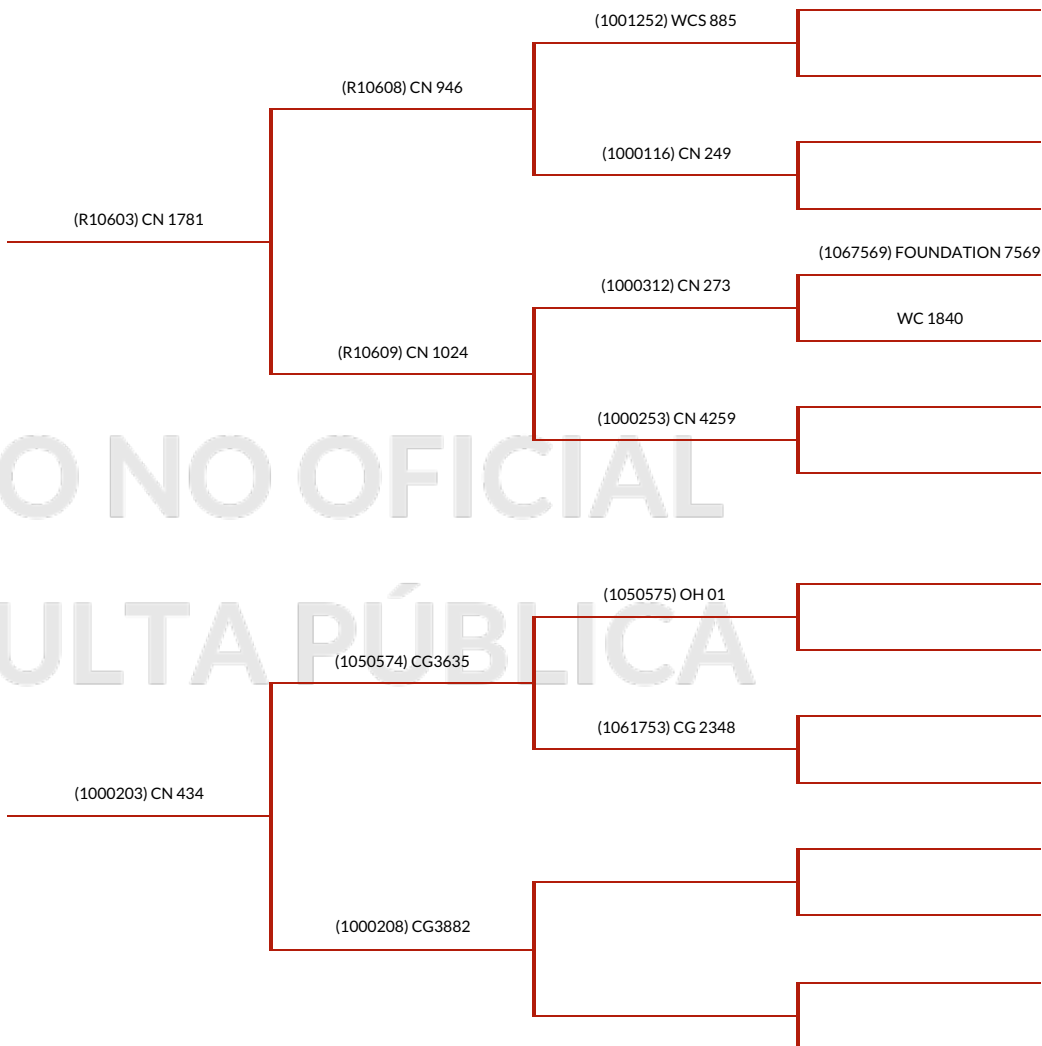 (1001252) WCS 885
(R10608) CN 946
(1000116) CN 249
(R10603) CN 1781
(1067569) FOUNDATION 7569
(1000312) CN 273
WC 1840
(R10609) CN 1024
(1000253) CN 4259
O NO OFICIAL
(1050575) OH 01
ULTA PÚBLICA
(1050574) CG3635
(1061753) CG 2348
(1000203) CN 434
(1000208) CG3882